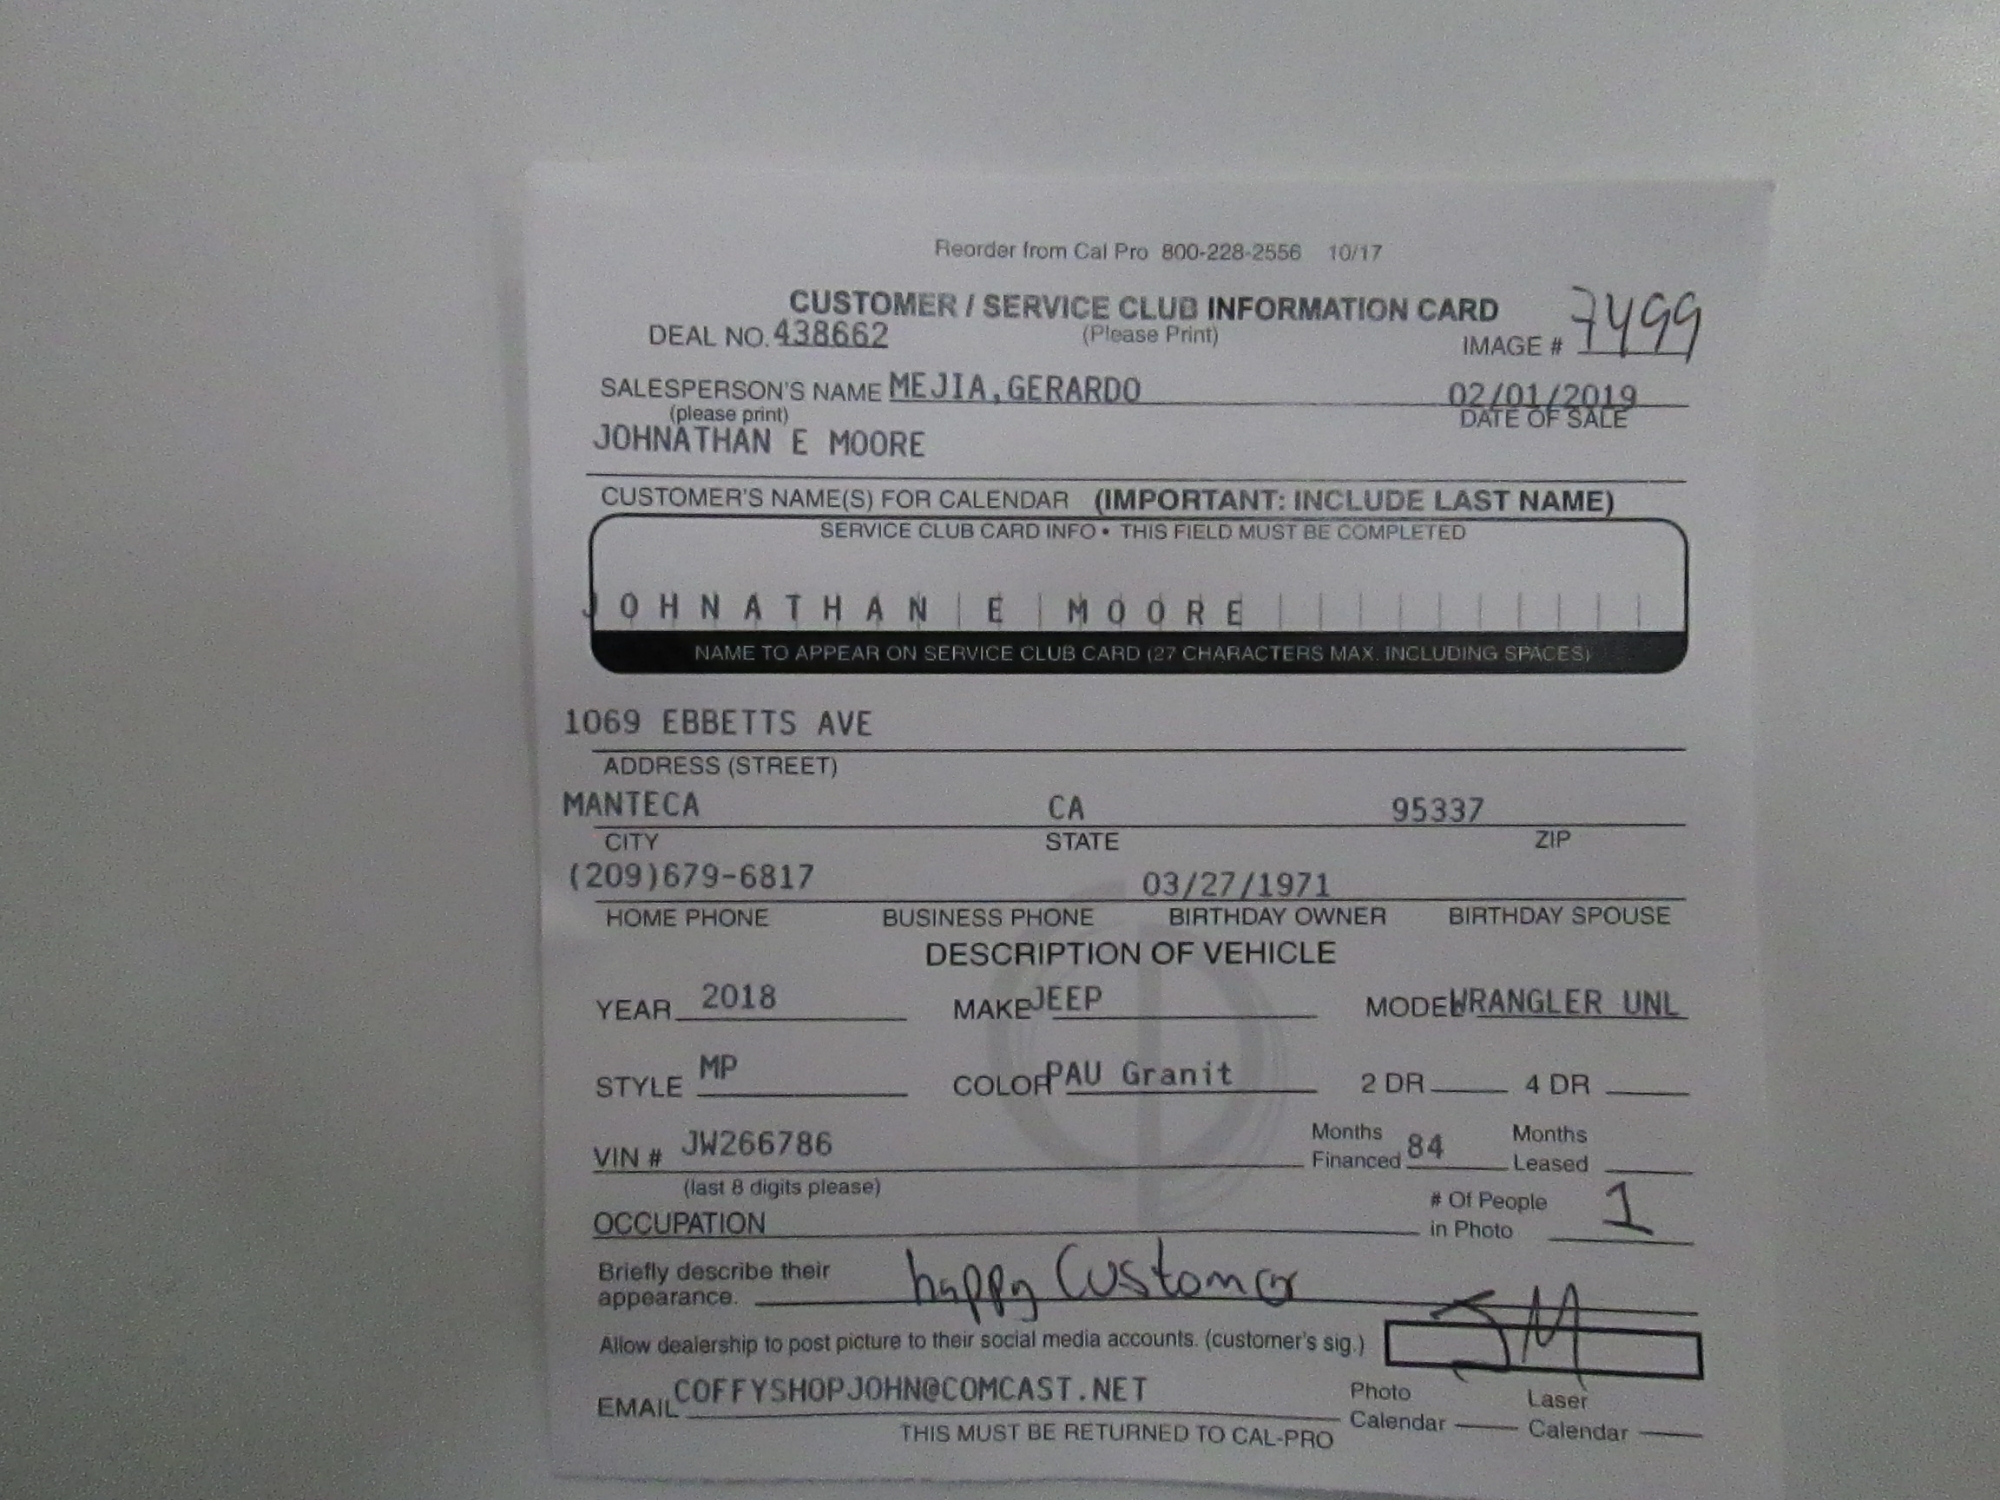 Reorder from Cal Pro 800-228-2556 10/17
CUSTOMER / SERVICE CLUB INFORMATION CARD
DEAL NO. 438662 (Please Print) IMAGE # 7499
SALESPERSON'S NAME MEJIA,GERARDO 02/01/2019
(please print) DATE OF SALE
JOHNATHAN E MOORE
CUSTOMER'S NAME(S) FOR CALENDAR (IMPORTANT: INCLUDE LAST NAME)
SERVICE CLUB CARD INFO • THIS FIELD MUST BE COMPLETED
JOHNATHAN E MOORE
NAME TO APPEAR ON SERVICE CLUB CARD (27 CHARACTERS MAX. INCLUDING SPACES)
1069 EBBETTS AVE
ADDRESS (STREET)
MANTECA CA 95337
CITY STATE ZIP
(209)679-6817 03/27/1971
HOME PHONE BUSINESS PHONE BIRTHDAY OWNER BIRTHDAY SPOUSE
DESCRIPTION OF VEHICLE
YEAR 2018 MAKE JEEP MODEL WRANGLER UNL
STYLE MP COLOR PAU Granit 2 DR 4 DR
VIN # JW266786 Months Financed 84 Months Leased
(last 8 digits please)
OCCUPATION # Of People in Photo 1
Briefly describe their appearance. happy Customer
Allow dealership to post picture to their social media accounts. (customer's sig.) JM
EMAIL COFFYSHOPJOHN@COMCAST.NET Photo Calendar Laser Calendar
THIS MUST BE RETURNED TO CAL-PRO